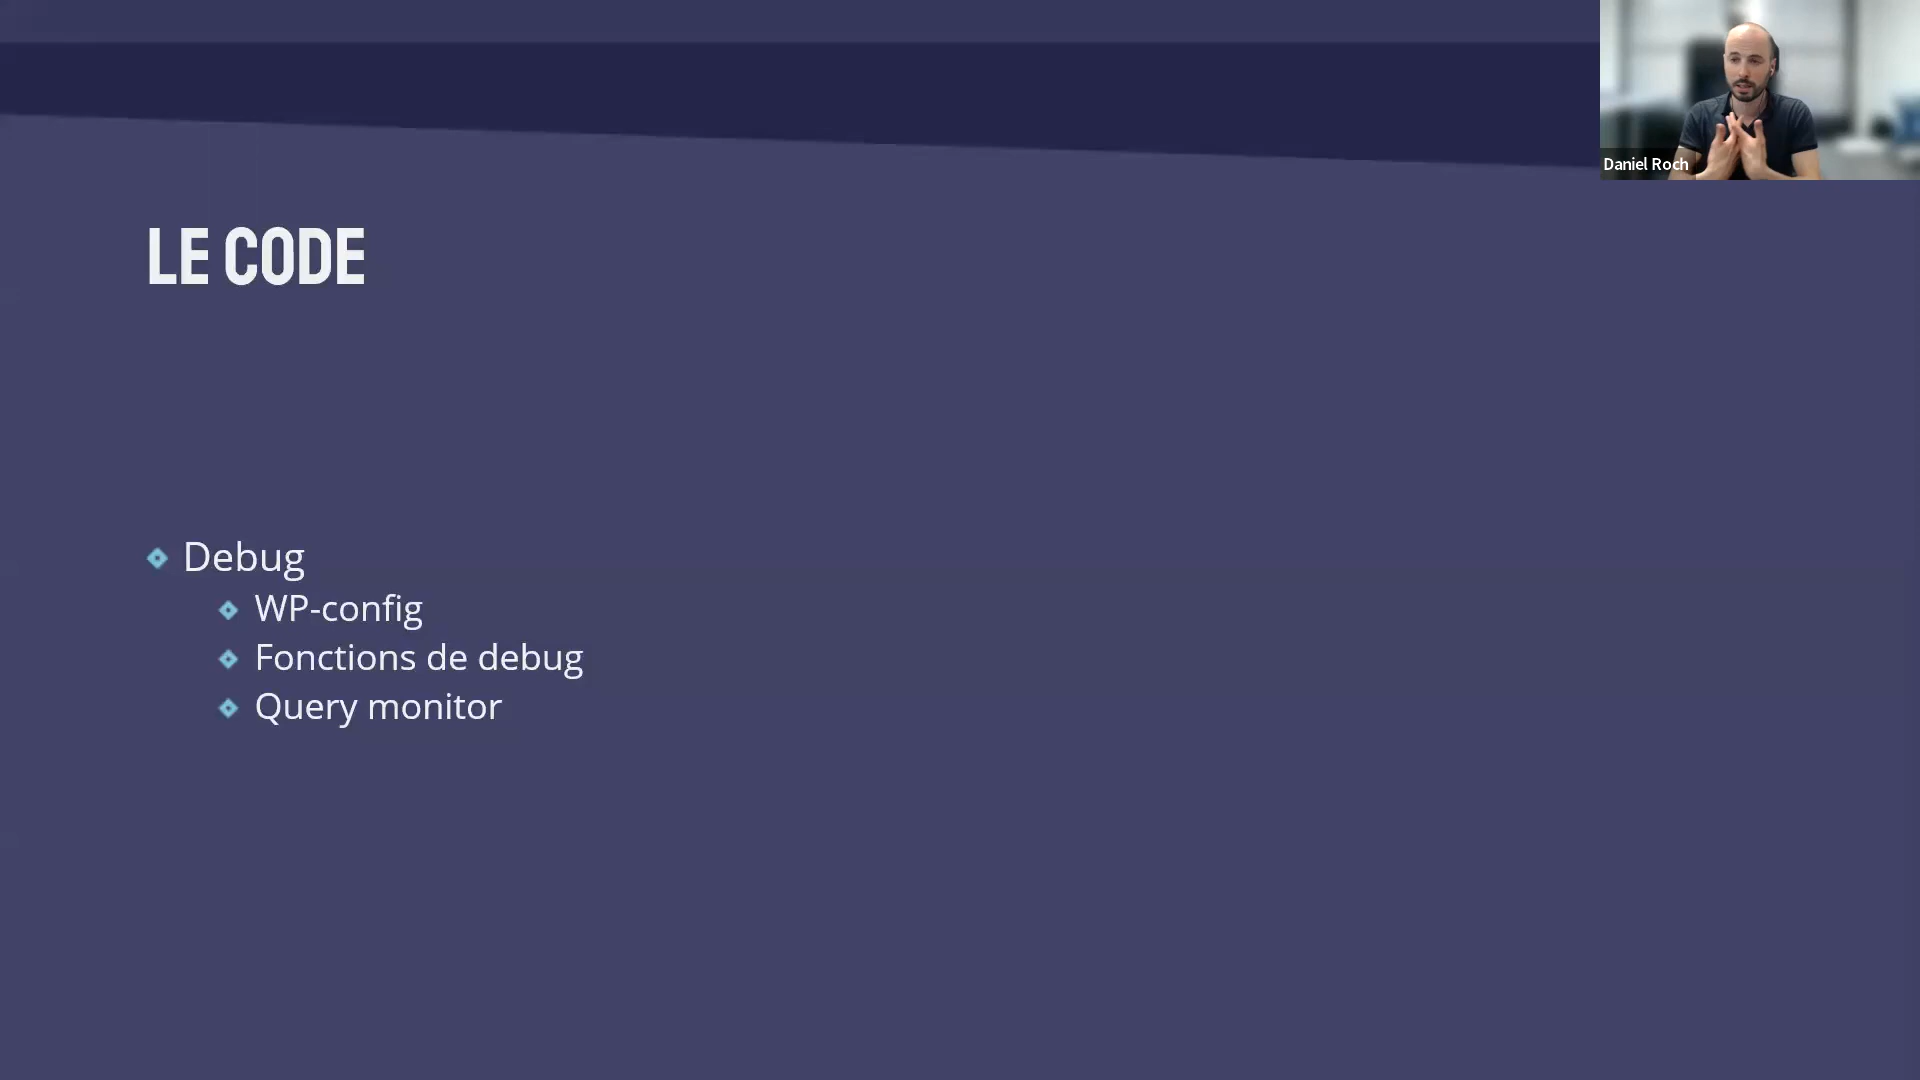 Daniel Roch
LE CODE
Debug
WP-config
Fonctions de debug
Query monitor